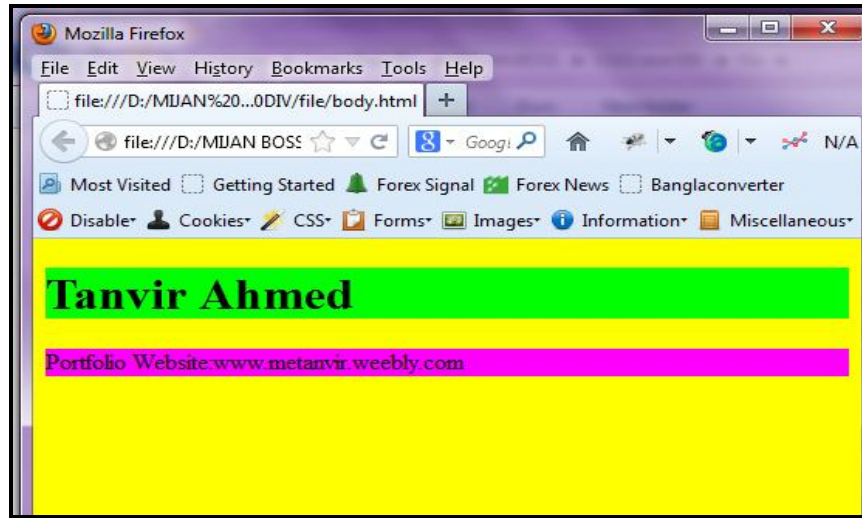 Mozilla Firefox
File Edit View History Bookmarks Tools Help
file:///D:/MIJAN%20...0DIV/file/body.html +
file:///D:/MIJAN BOSS 8 Googl N/A
Most Visited Getting Started Forex Signal Forex News Banglaconverter
Disable Cookies CSS Forms Images Information Miscellaneous
Tanvir Ahmed
Portfolio Website:www.metanvir.weebly.com